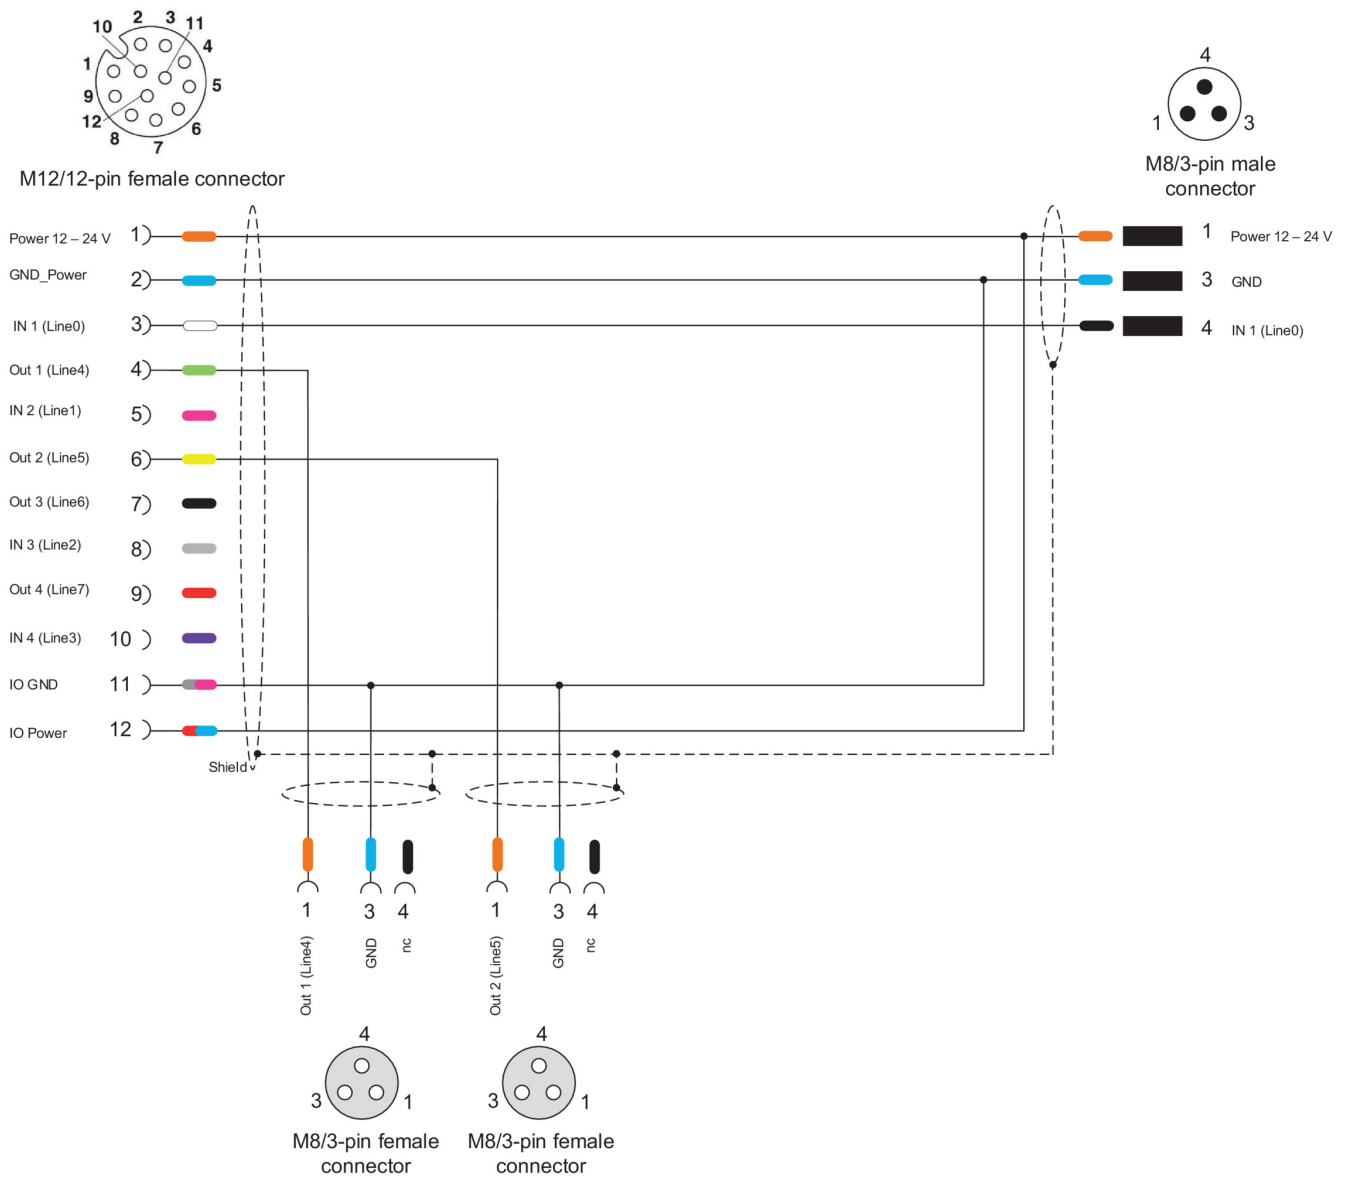 2 3 11
10
4
1
5
9
12
6
8
7
M12/12-pin female connector
4
1 3
M8/3-pin male
connector
Power 12 – 24 V 1
1 Power 12 – 24 V
GND_Power 2
3 GND
IN 1 (Line0) 3
4 IN 1 (Line0)
Out 1 (Line4) 4
IN 2 (Line1) 5
Out 2 (Line5) 6
Out 3 (Line6) 7
IN 3 (Line2) 8
Out 4 (Line7) 9
IN 4 (Line3) 10
IO GND 11
IO Power 12
Shield
1 3 4 1 3 4
Out 1 (Line4) GND nc Out 2 (Line5) GND nc
4
3 1
M8/3-pin female
connector
4
3 1
M8/3-pin female
connector